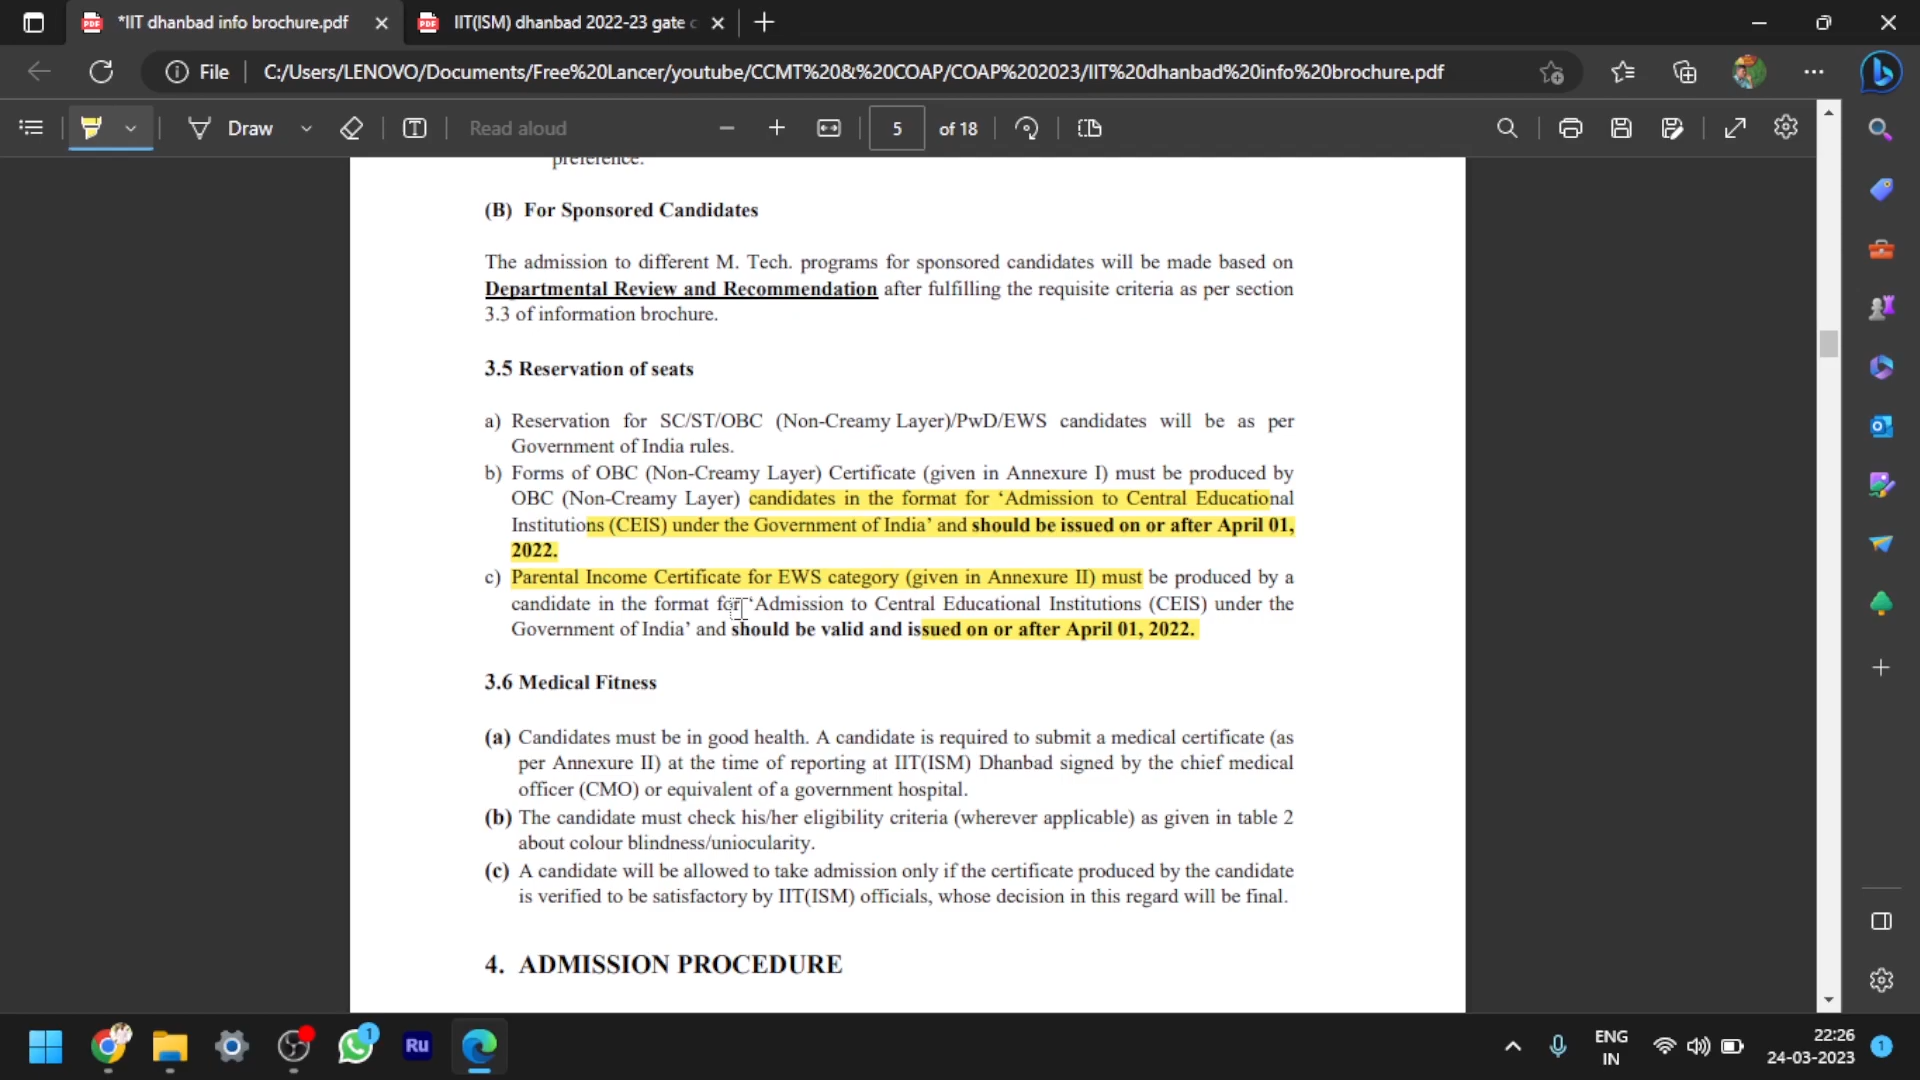 *IIT dhanbad info brochure.pdf
IIT(ISM) dhanbad 2022-23 gate c
File
C:/Users/LENOVO/Documents/Free%20Lancer/youtube/CCMT%20&%20COAP/COAP%202023/IIT%20dhanbad%20info%20brochure.pdf
Draw
Read aloud
5 of 18
preference.
(B) For Sponsored Candidates
The admission to different M. Tech. programs for sponsored candidates will be made based on
Departmental Review and Recommendation after fulfilling the requisite criteria as per section
3.3 of information brochure.
3.5 Reservation of seats
a) Reservation for SC/ST/OBC (Non-Creamy Layer)/PwD/EWS candidates will be as per
Government of India rules.
b) Forms of OBC (Non-Creamy Layer) Certificate (given in Annexure I) must be produced by
OBC (Non-Creamy Layer) candidates in the format for ‘Admission to Central Educational
Institutions (CEIS) under the Government of India’ and should be issued on or after April 01,
2022.
c) Parental Income Certificate for EWS category (given in Annexure II) must be produced by a
candidate in the format for ‘Admission to Central Educational Institutions (CEIS) under the
Government of India’ and should be valid and issued on or after April 01, 2022.
3.6 Medical Fitness
(a) Candidates must be in good health. A candidate is required to submit a medical certificate (as
per Annexure II) at the time of reporting at IIT(ISM) Dhanbad signed by the chief medical
officer (CMO) or equivalent of a government hospital.
(b) The candidate must check his/her eligibility criteria (wherever applicable) as given in table 2
about colour blindness/uniocularity.
(c) A candidate will be allowed to take admission only if the certificate produced by the candidate
is verified to be satisfactory by IIT(ISM) officials, whose decision in this regard will be final.
4. ADMISSION PROCEDURE
1
Ru
ENG
IN
22:26
24-03-2023
1